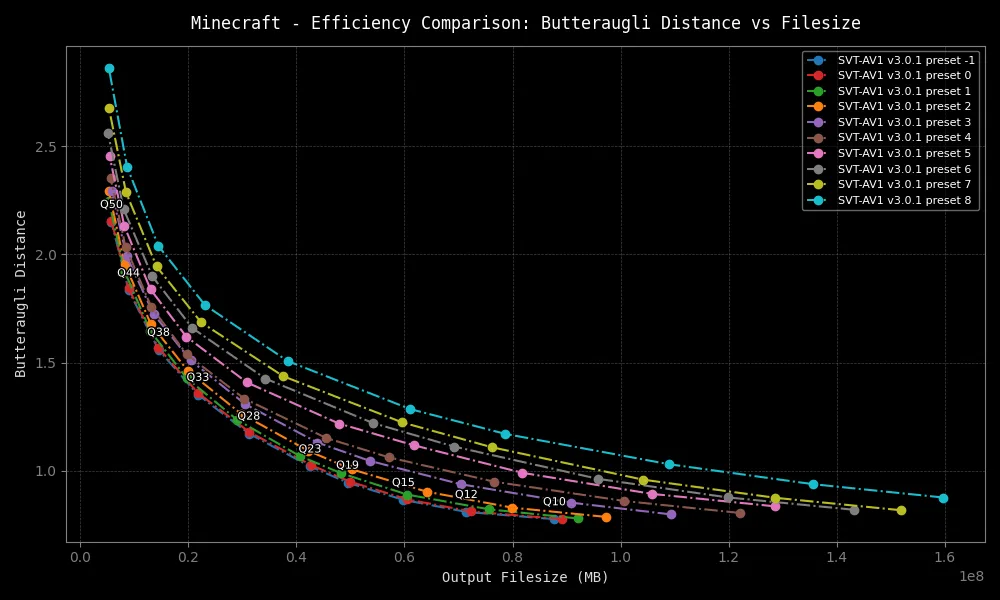 Minecraft - Efficiency Comparison: Butteraugli Distance vs Filesize
SVT-AV1 v3.0.1 preset -1
SVT-AV1 v3.0.1 preset 0
SVT-AV1 v3.0.1 preset 1
SVT-AV1 v3.0.1 preset 2
SVT-AV1 v3.0.1 preset 3
SVT-AV1 v3.0.1 preset 4
SVT-AV1 v3.0.1 preset 5
SVT-AV1 v3.0.1 preset 6
SVT-AV1 v3.0.1 preset 7
SVT-AV1 v3.0.1 preset 8
Butteraugli Distance
2.5
2.0
1.5
1.0
Q50
Q44
Q38
Q33
Q28
Q23
Q19
Q15
Q12
Q10
0.0 0.2 0.4 0.6 0.8 1.0 1.2 1.4 1.6
1e8
Output Filesize (MB)